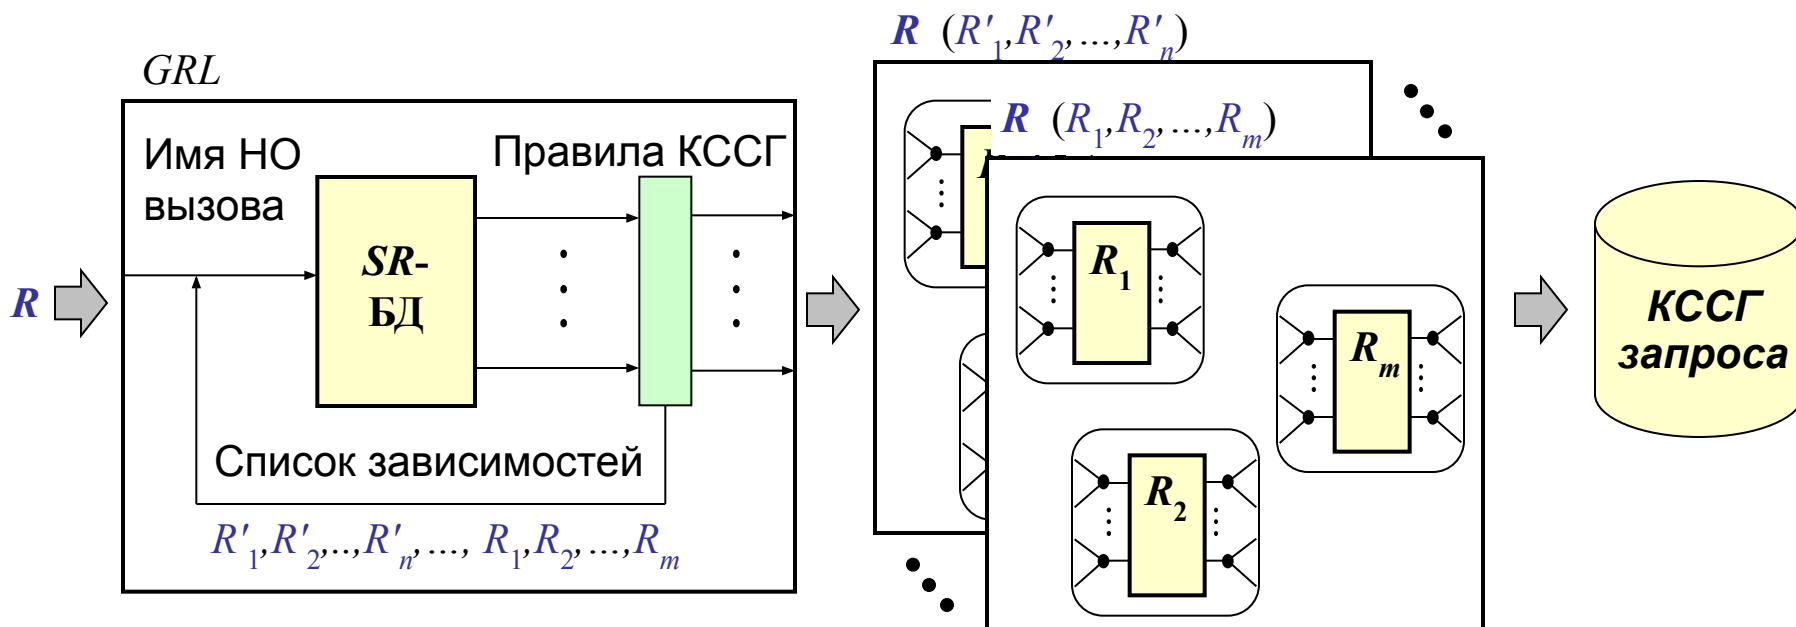 GRL
Имя НО
вызова
Правила КССГ
R
SR-
БД
Список зависимостей
R'1,R'2,..,R'n,..., R1,R2,...,Rm
R (R'1,R'2,...,R'n)
R (R1,R2,...,Rm)
R1
Rm
R2
КССГ
запроса